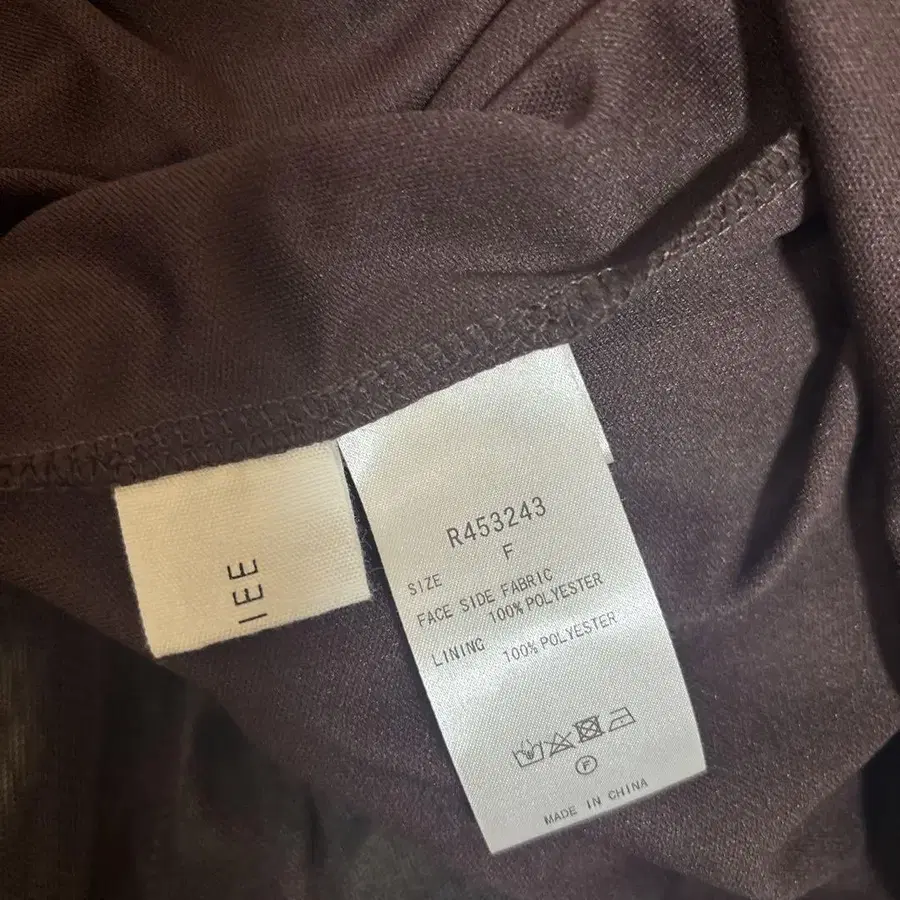 IEE
R453243
SIZE F
FACE SIDE FABRIC
100% POLYESTER
LINING 100% POLYESTER
F
MADE IN CHINA